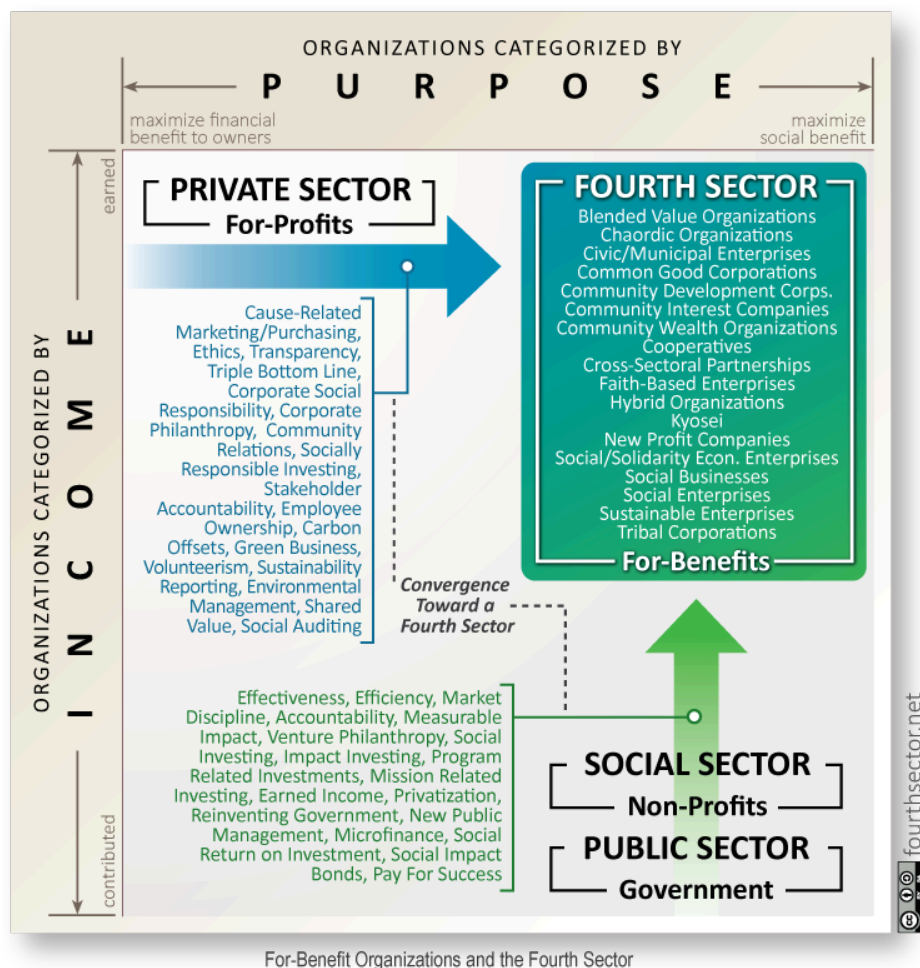 ORGANIZATIONS CATEGORIZED BY
PURPOSE
maximize financial
benefit to owners
maximize
social benefit
ORGANIZATIONS CATEGORIZED BY
INCOME
earned
contributed
PRIVATE SECTOR
For-Profits
Cause-Related
Marketing/Purchasing,
Ethics, Transparency,
Triple Bottom Line,
Corporate Social
Responsibility, Corporate
Philanthropy, Community
Relations, Socially
Responsible Investing,
Stakeholder
Accountability, Employee
Ownership, Carbon
Offsets, Green Business,
Volunteerism, Sustainability
Reporting, Environmental
Management, Shared
Value, Social Auditing
FOURTH SECTOR
Blended Value Organizations
Chaordic Organizations
Civic/Municipal Enterprises
Common Good Corporations
Community Development Corps.
Community Interest Companies
Community Wealth Organizations
Cooperatives
Cross-Sectoral Partnerships
Faith-Based Enterprises
Hybrid Organizations
Kyosei
New Profit Companies
Social/Solidarity Econ. Enterprises
Social Businesses
Social Enterprises
Sustainable Enterprises
Tribal Corporations
For-Benefits
Convergence
Toward a
Fourth Sector
Effectiveness, Efficiency, Market
Discipline, Accountability, Measurable
Impact, Venture Philanthropy, Social
Investing, Impact Investing, Program
Related Investments, Mission Related
Investing, Earned Income, Privatization,
Reinventing Government, New Public
Management, Microfinance, Social
Return on Investment, Social Impact
Bonds, Pay For Success
SOCIAL SECTOR
Non-Profits
PUBLIC SECTOR
Government
fourthsector.net
cc
For-Benefit Organizations and the Fourth Sector